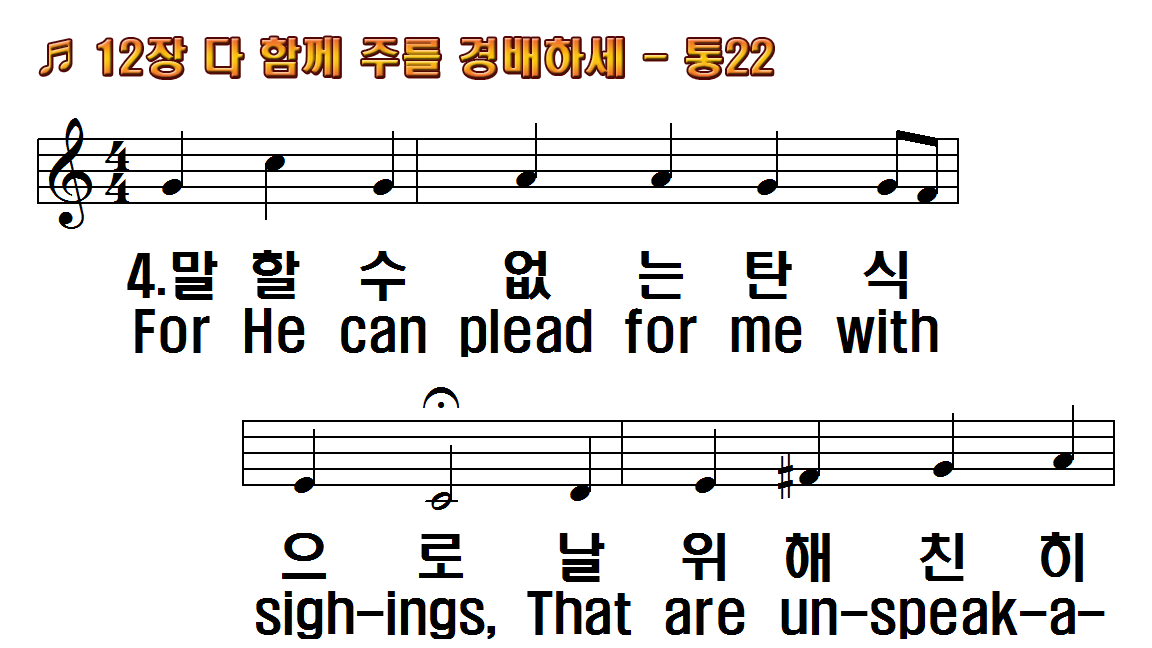 ♬ 12장 다 함께 주를 경배하세 - 통22
4
4
4.말 할 수 없 는 탄 식
For He can plead for me with
으 로 날 위 해 친 히
sigh-ings, That are un-speak-a-